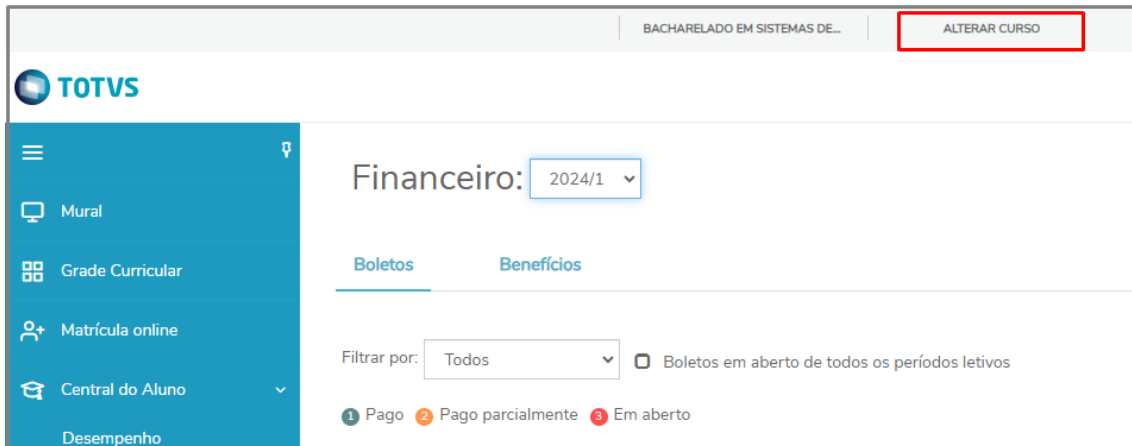 BACHARELADO EM SISTEMAS DE...
ALTERAR CURSO
TOTVS
Financeiro: 2024/1
Mural
Grade Curricular
Matrícula online
Central do Aluno
Desempenho
Boletos Benefícios
Filtrar por: Todos Boletos em aberto de todos os períodos letivos
1 Pago 2 Pago parcialmente 3 Em aberto